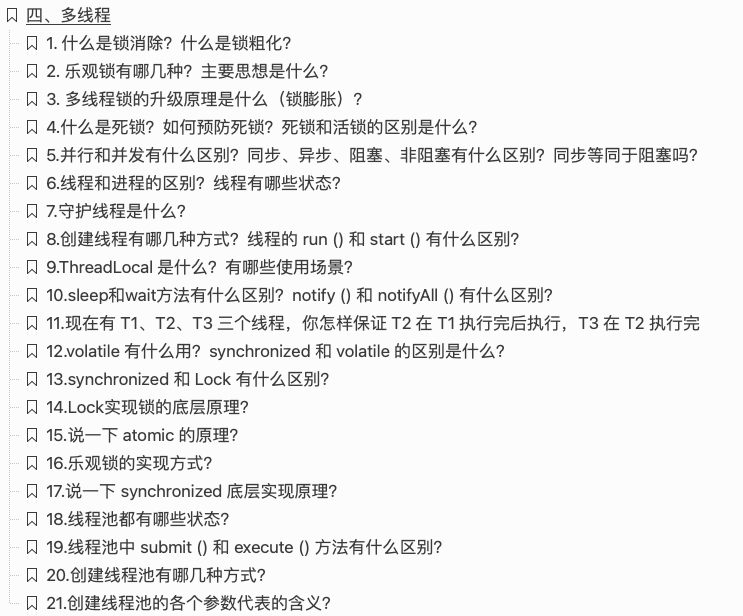 四、多线程
1. 什么是锁消除？什么是锁粗化？
2. 乐观锁有哪几种？主要思想是什么？
3. 多线程锁的升级原理是什么（锁膨胀）?
4.什么是死锁？如何预防死锁？死锁和活锁的区别是什么？
5.并行和并发有什么区别？同步、异步、阻塞、非阻塞有什么区别？同步等同于阻塞吗？
6.线程和进程的区别？线程有哪些状态？
7.守护线程是什么？
8.创建线程有哪几种方式？线程的 run () 和 start () 有什么区别？
9.ThreadLocal 是什么？有哪些使用场景？
10.sleep和wait方法有什么区别？notify () 和 notifyAll () 有什么区别？
11.现在有 T1、T2、T3 三个线程，你怎样保证 T2 在 T1 执行完后执行，T3 在 T2 执行完
12.volatile 有什么用？synchronized 和 volatile 的区别是什么？
13.synchronized 和 Lock 有什么区别？
14.Lock实现锁的底层原理？
15.说一下 atomic 的原理？
16.乐观锁的实现方式？
17.说一下 synchronized 底层实现原理？
18.线程池都有哪些状态？
19.线程池中 submit () 和 execute () 方法有什么区别？
20.创建线程池有哪几种方式？
21.创建线程池的各个参数代表的含义？